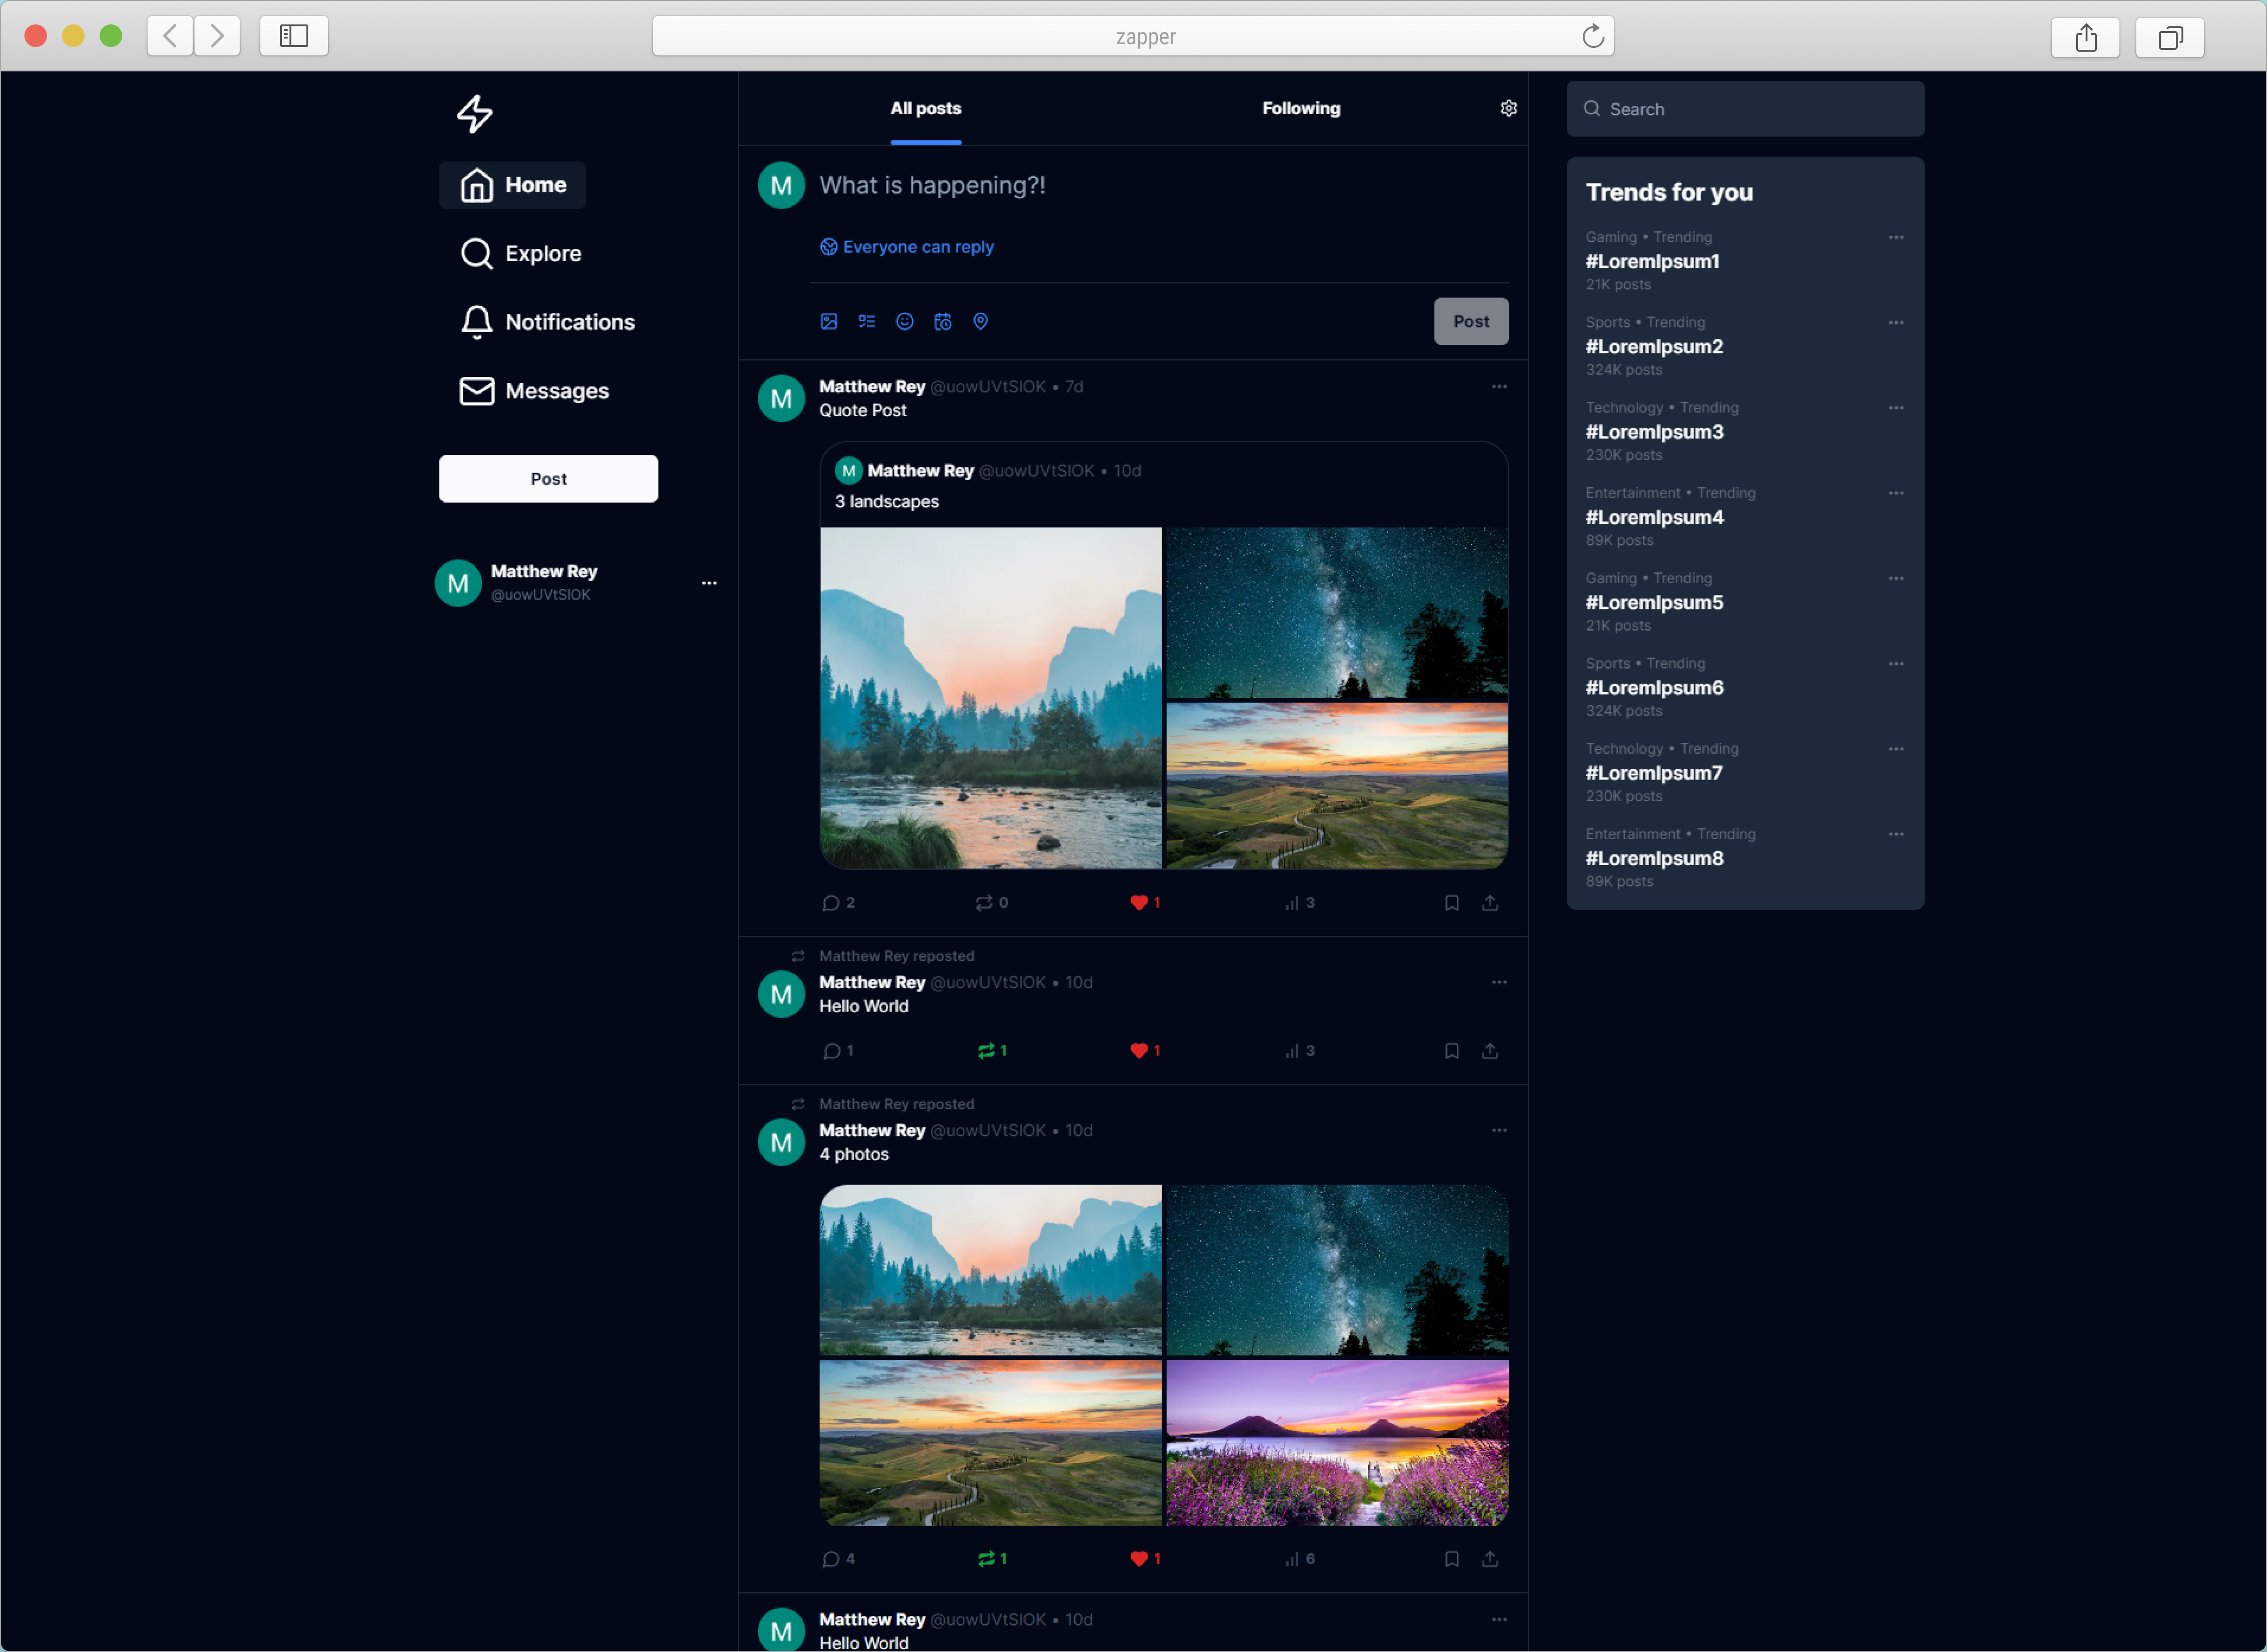 zapper
Home
Explore
Notifications
Messages
Post
M
Matthew Rey
@uowUVtSIOK
All posts
Following
M
What is happening?!
Everyone can reply
Post
M
Matthew Rey @uowUVtSIOK • 7d
Quote Post
M Matthew Rey @uowUVtSIOK • 10d
3 landscapes
2 0 1 3
Matthew Rey reposted
M
Matthew Rey @uowUVtSIOK • 10d
Hello World
1 1 1 3
Matthew Rey reposted
M
Matthew Rey @uowUVtSIOK • 10d
4 photos
4 1 1 6
M
Matthew Rey @uowUVtSIOK • 10d
Hello World
Search
Trends for you
Gaming • Trending
#LoremIpsum1
21K posts
Sports • Trending
#LoremIpsum2
324K posts
Technology • Trending
#LoremIpsum3
230K posts
Entertainment • Trending
#LoremIpsum4
89K posts
Gaming • Trending
#LoremIpsum5
21K posts
Sports • Trending
#LoremIpsum6
324K posts
Technology • Trending
#LoremIpsum7
230K posts
Entertainment • Trending
#LoremIpsum8
89K posts